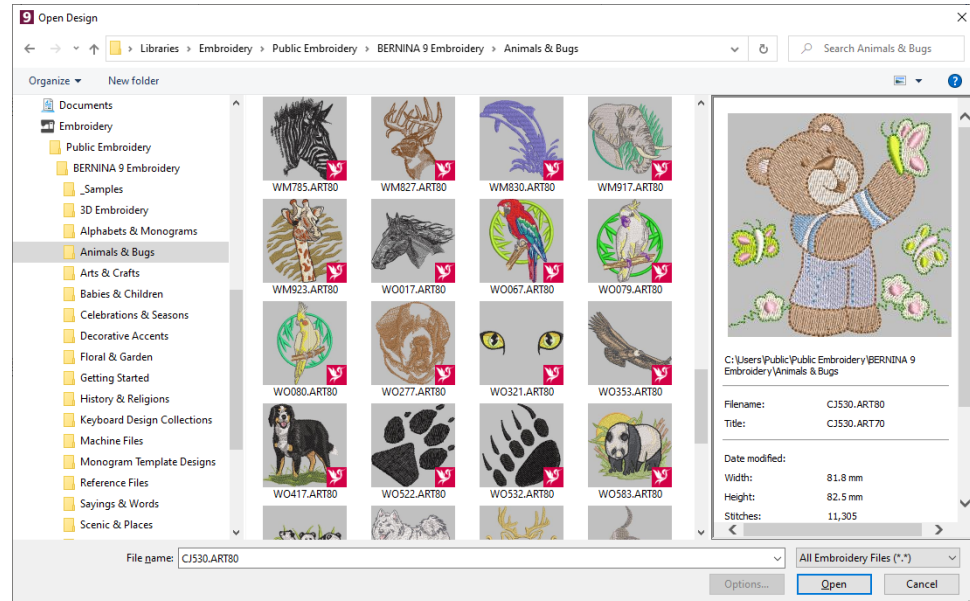 9 Open Design
Libraries > Embroidery > Public Embroidery > BERNINA 9 Embroidery > Animals & Bugs
Search Animals & Bugs
Organize New folder
Documents
Embroidery
Public Embroidery
BERNINA 9 Embroidery
_Samples
3D Embroidery
Alphabets & Monograms
Animals & Bugs
Arts & Crafts
Babies & Children
Celebrations & Seasons
Decorative Accents
Floral & Garden
Getting Started
History & Religions
Keyboard Design Collections
Machine Files
Monogram Template Designs
Reference Files
Sayings & Words
Scenic & Places
WM785.ART80 WM827.ART80 WM830.ART80 WM917.ART80
WM923.ART80 WO017.ART80 WO067.ART80 WO079.ART80
WO080.ART80 WO277.ART80 WO321.ART80 WO353.ART80
WO417.ART80 WO522.ART80 WO532.ART80 WO583.ART80
C:\Users\Public\Public Embroidery\BERNINA 9
Embroidery\Animals & Bugs
Filename: CJ530.ART80
Title: CJ530.ART70
Date modified:
Width: 81.8 mm
Height: 82.5 mm
Stitches: 11,305
File name: CJ530.ART80
All Embroidery Files (*.*)
Options... Open Cancel